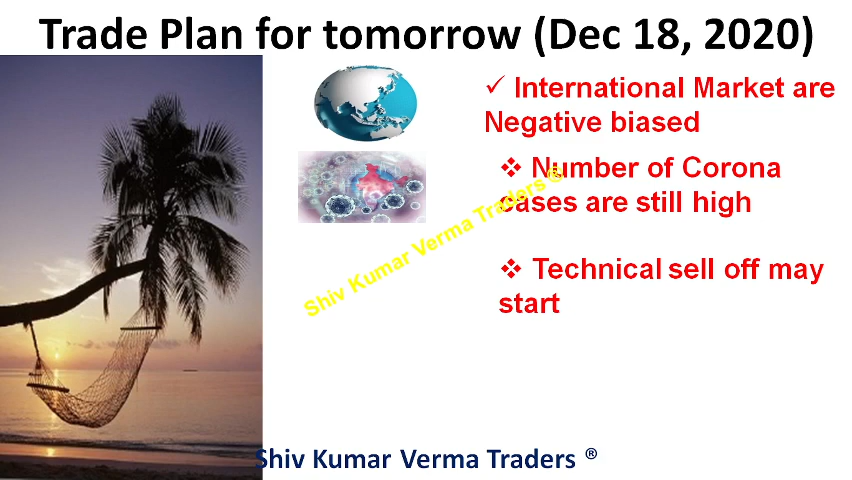 Trade Plan for tomorrow (Dec 18, 2020)
✓ International Market are
Negative biased
❖ Number of Corona
cases are still high
❖ Technical sell off may
start
Shiv Kumar Verma Traders ®
Shiv Kumar Verma Traders ®